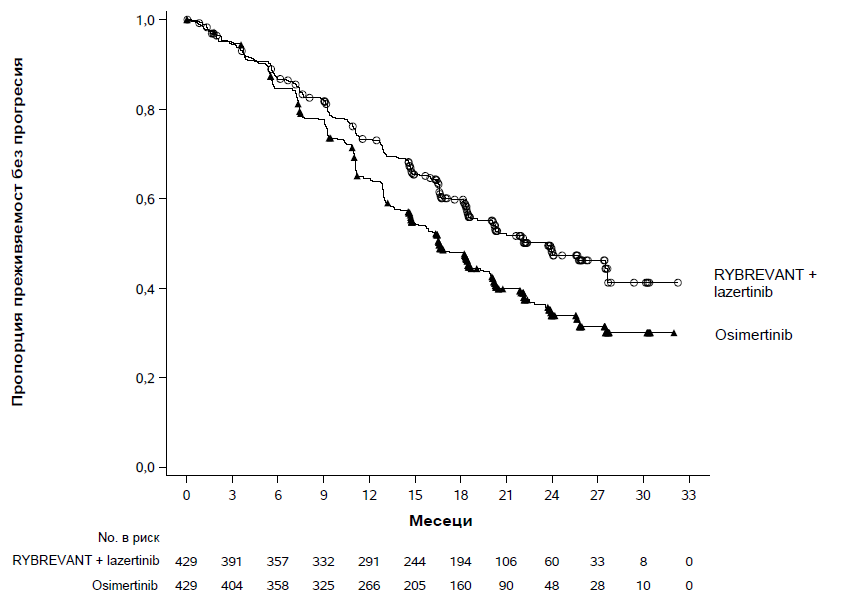 Пропорция преживяемост без прогресия
1,0
0,8
0,6
0,4
0,2
0,0
RYBREVANT +
lazertinib
Osimertinib
0 3 6 9 12 15 18 21 24 27 30 33
Месеци
No. в риск
RYBREVANT + lazertinib 429 391 357 332 291 244 194 106 60 33 8 0
Osimertinib 429 404 358 325 266 205 160 90 48 28 10 0